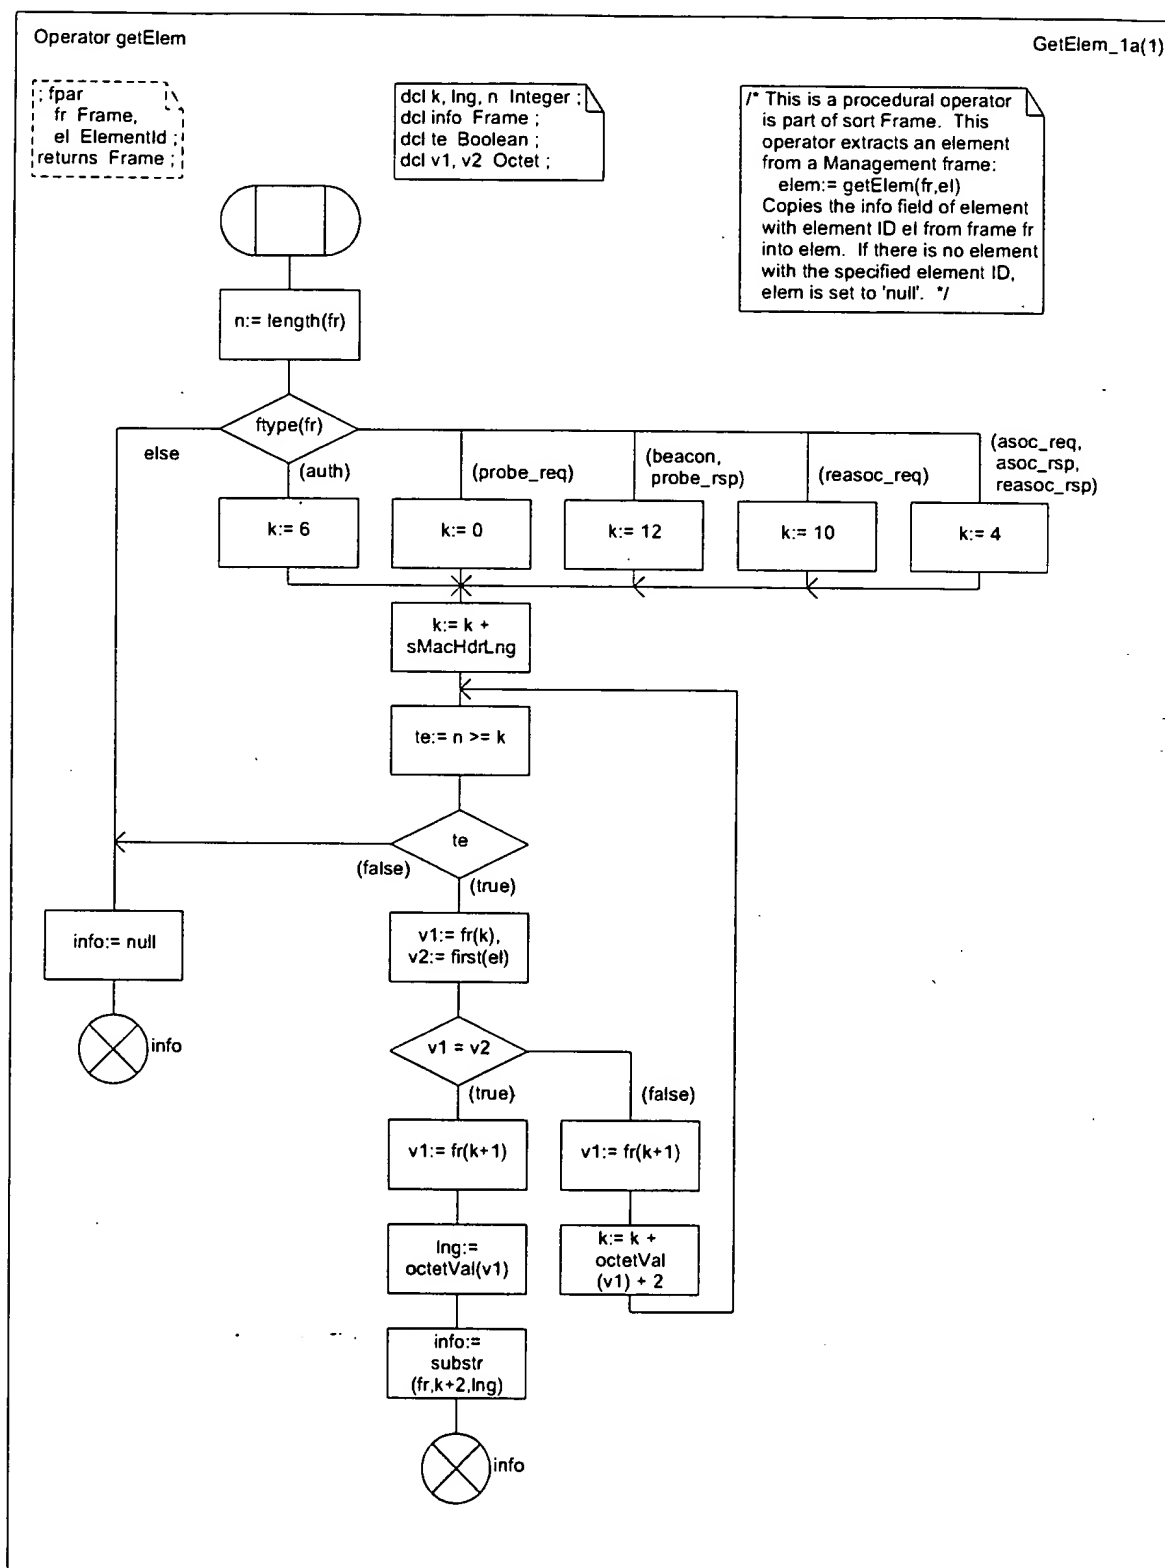 Operator getElem
GetElem_1a(1)
; fpar
fr Frame,
el ElementId ;
returns Frame ;
dcl k, lng, n Integer ;
dcl info Frame ;
dcl te Boolean ;
dcl v1, v2 Octet ;
/* This is a procedural operator
is part of sort Frame. This
operator extracts an element
from a Management frame:
elem:= getElem(fr,el)
Copies the info field of element
with element ID el from frame fr
into elem. If there is no element
with the specified element ID,
elem is set to 'null'. */
n:= length(fr)
ftype(fr)
else
(auth)
(probe_req)
(beacon,
probe_rsp)
(reasoc_req)
(asoc_req,
asoc_rsp,
reasoc_rsp)
k:= 6
k:= 0
k:= 12
k:= 10
k:= 4
k:= k +
sMacHdrLng
te:= n >= k
te
(false)
(true)
info:= null
info
v1:= fr(k),
v2:= first(el)
v1 = v2
(true)
(false)
v1:= fr(k+1)
v1:= fr(k+1)
lng:=
octetVal(v1)
k:= k +
octetVal
(v1) + 2
info:=
substr
(fr,k+2,lng)
info